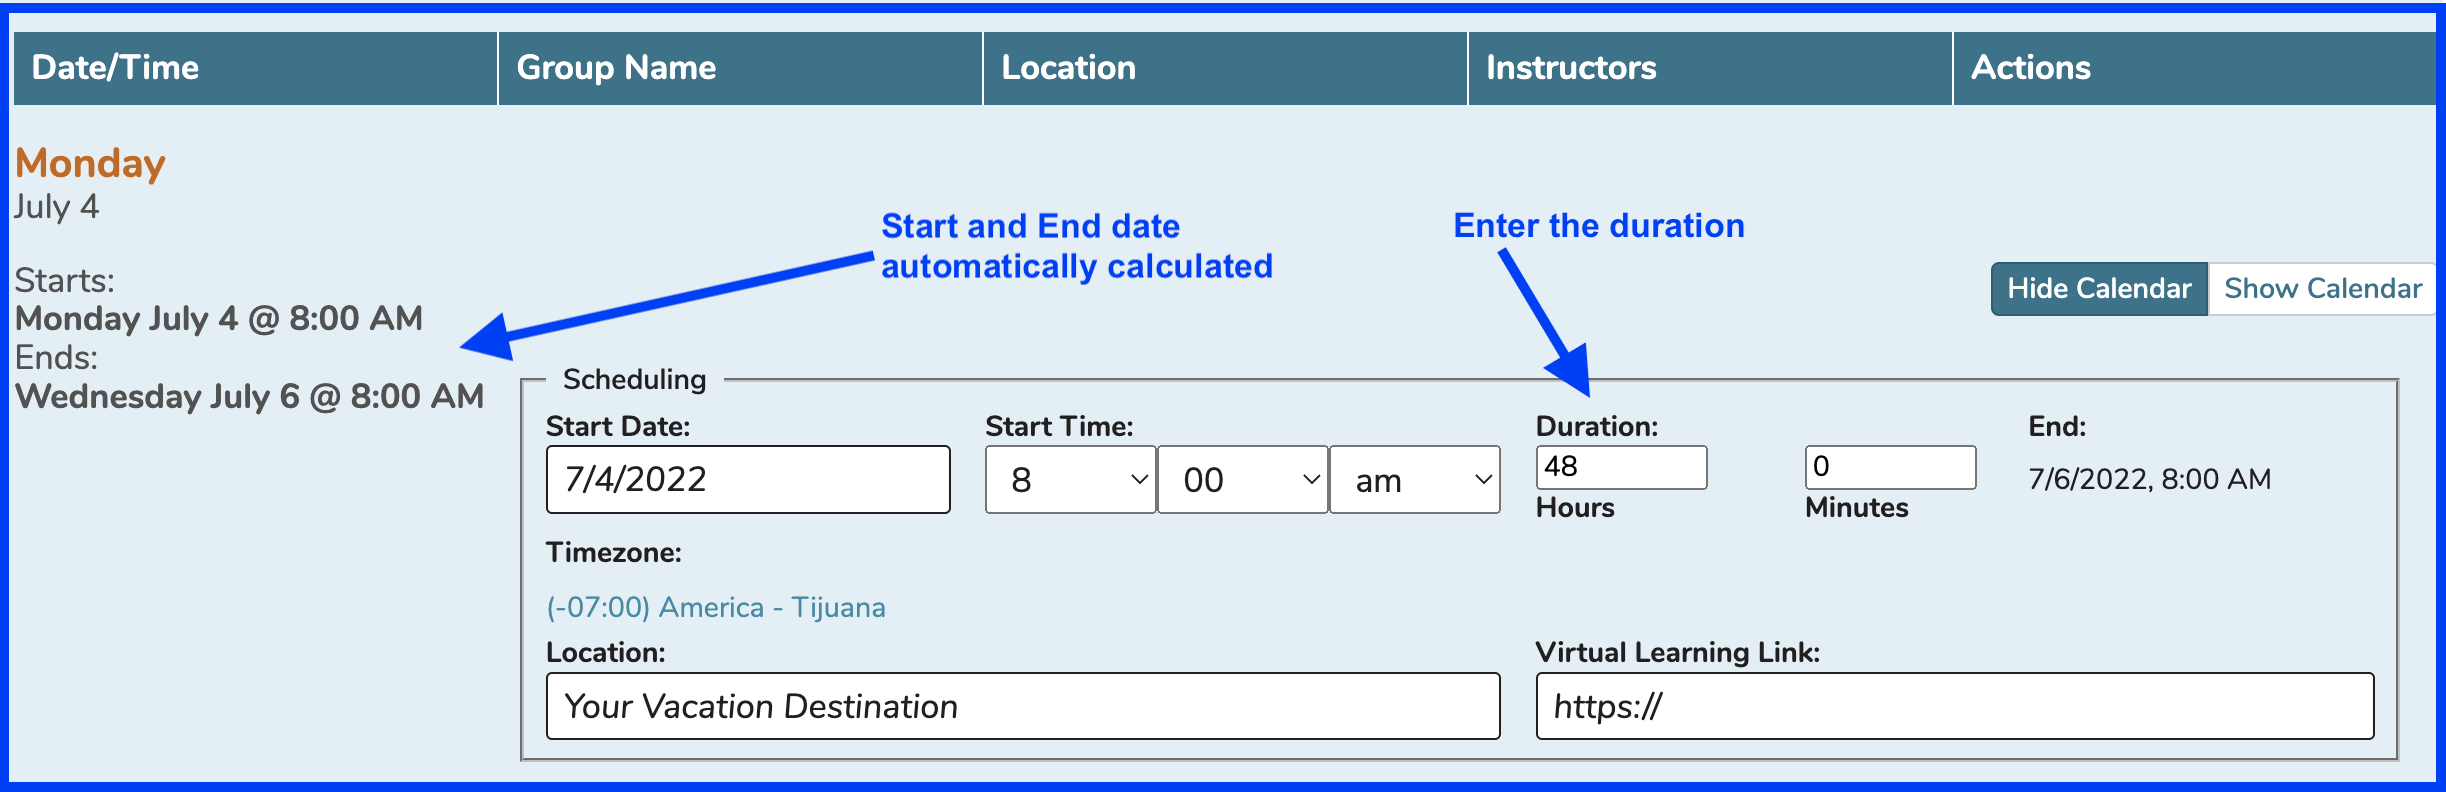 Date/Time Group Name Location Instructors Actions
Monday
July 4
Start and End date
automatically calculated
Enter the duration
Starts:
Monday July 4 @ 8:00 AM
Ends:
Wednesday July 6 @ 8:00 AM
Hide Calendar Show Calendar
Scheduling
Start Date: Start Time: Duration: End:
7/4/2022 8 00 am 48 0 7/6/2022, 8:00 AM
Hours Minutes
Timezone:
(-07:00) America - Tijuana
Location: Virtual Learning Link:
Your Vacation Destination https://